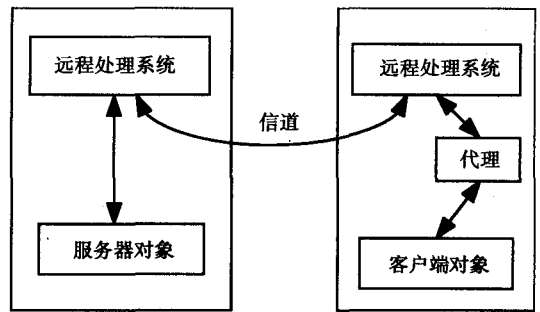 远程处理系统
远程处理系统
信道
代理
服务器对象
客户端对象